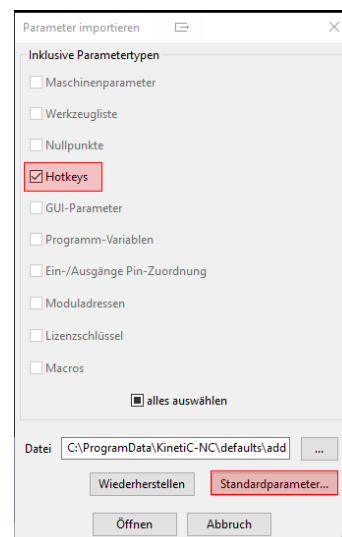 Parameter importieren
Inklusive Parametertypen
Maschinenparameter
Werkzeugliste
Nullpunkte
Hotkeys
GUI-Parameter
Programm-Variablen
Ein-/Ausgänge Pin-Zuordnung
Moduladressen
Lizenzschlüssel
Macros
alles auswählen
Datei C:\ProgramData\KinetiC-NC\defaults\add ...
Wiederherstellen Standardparameter...
Öffnen Abbruch